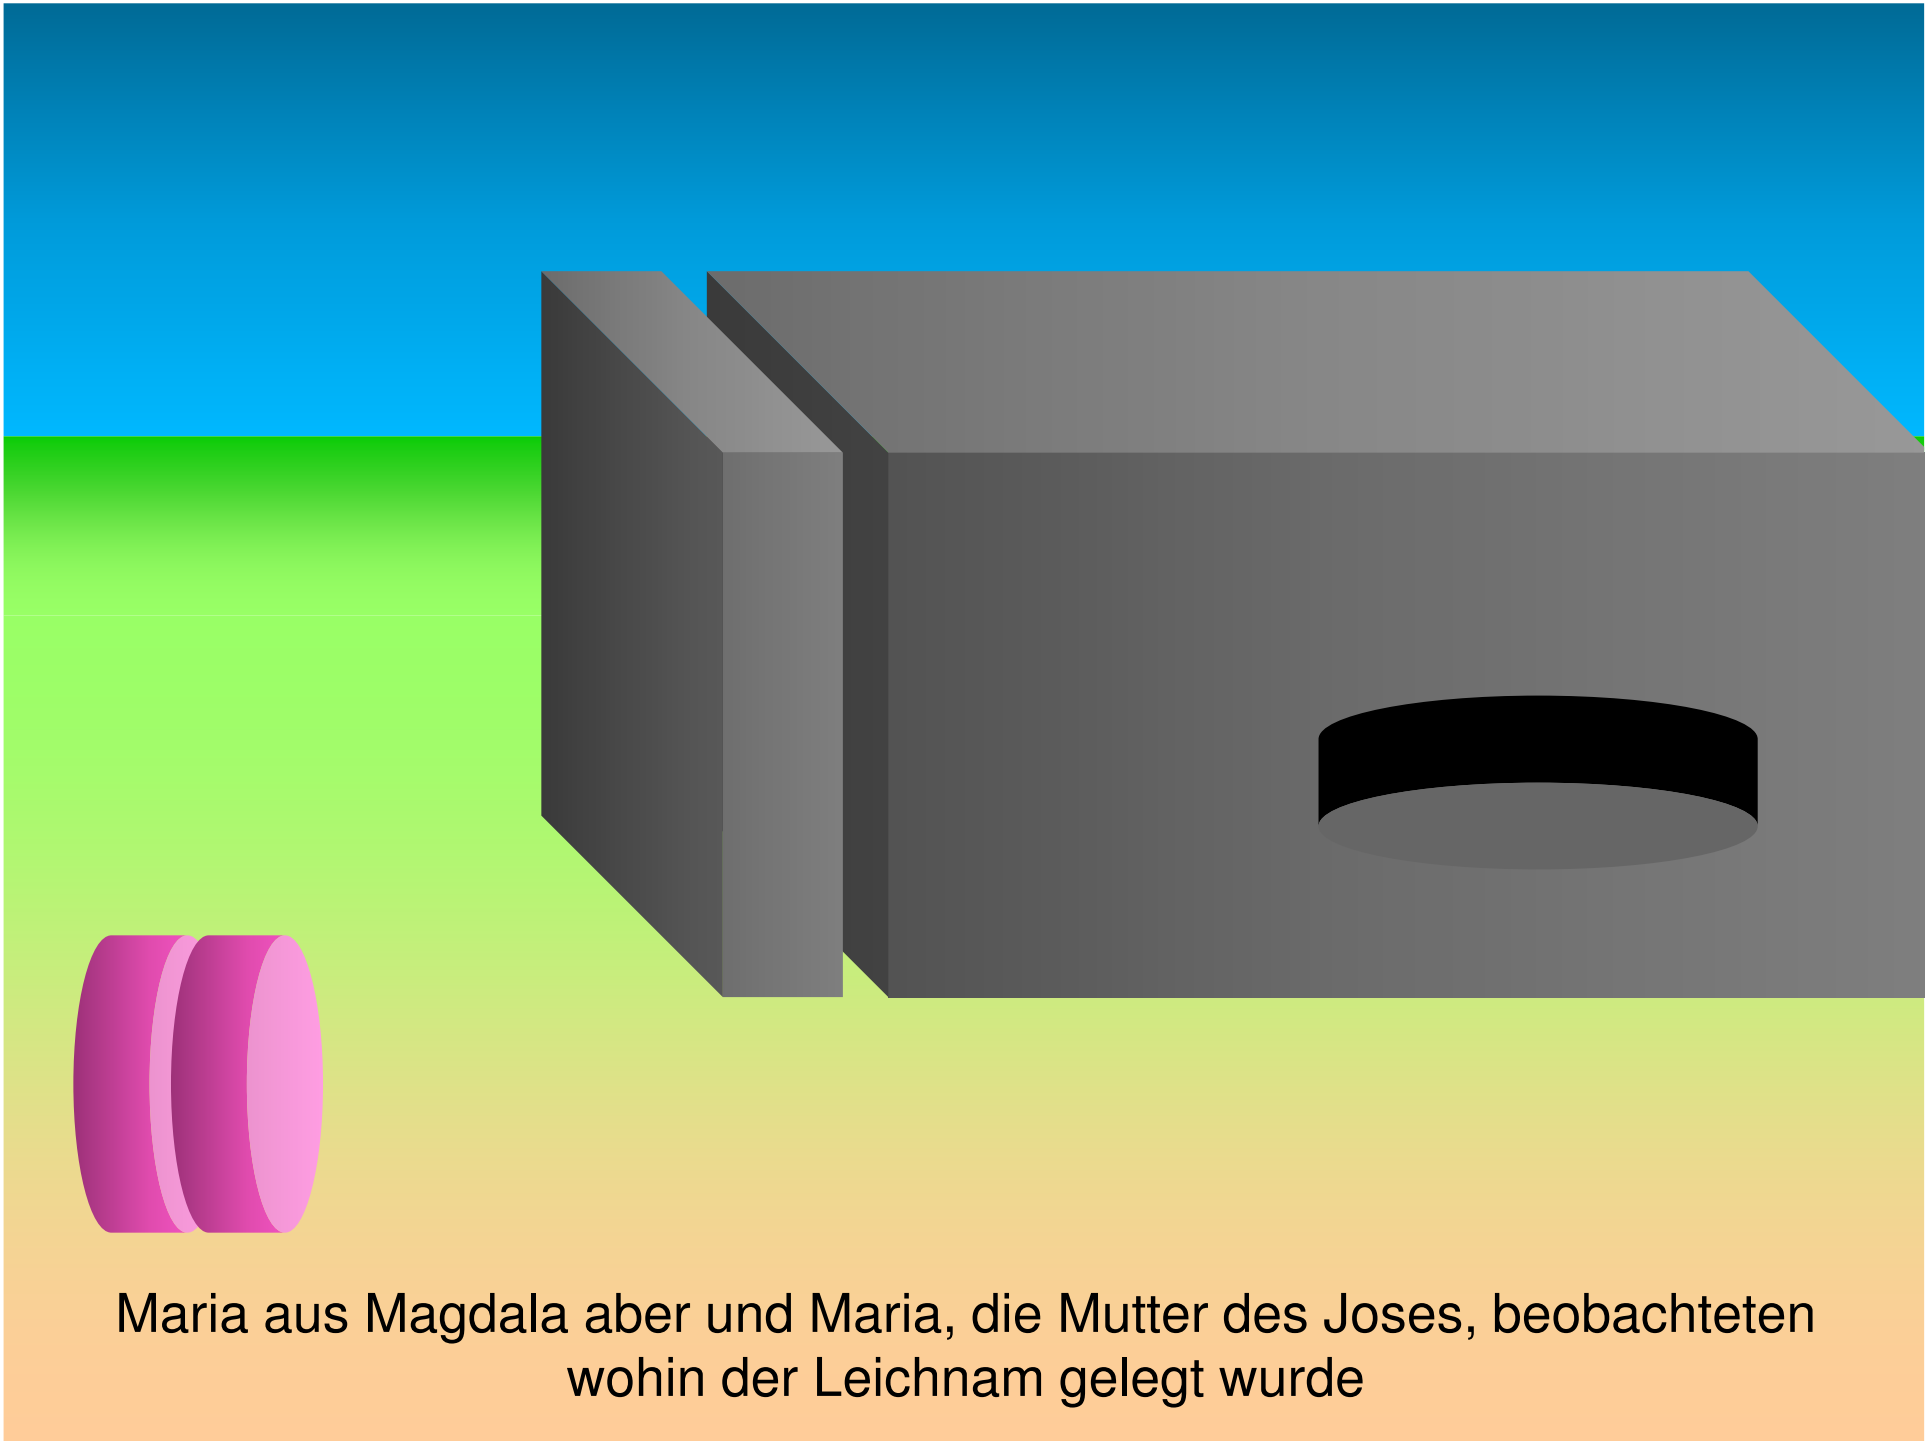 Maria aus Magdala aber und Maria, die Mutter des Joses, beobachteten
wohin der Leichnam gelegt wurde